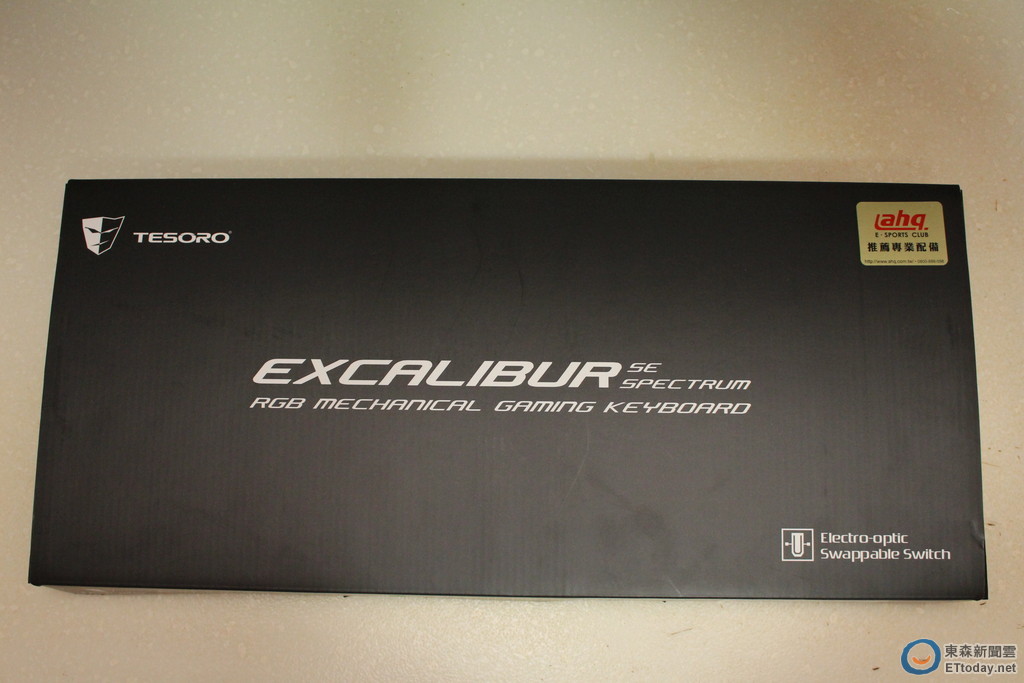 TESORO®
ahq
E-SPORTS CLUB
推薦專業配備
EXCALIBUR SE SPECTRUM
RGB MECHANICAL GAMING KEYBOARD
Electro-optic
Swappable Switch
東森新聞雲
ETtoday.net